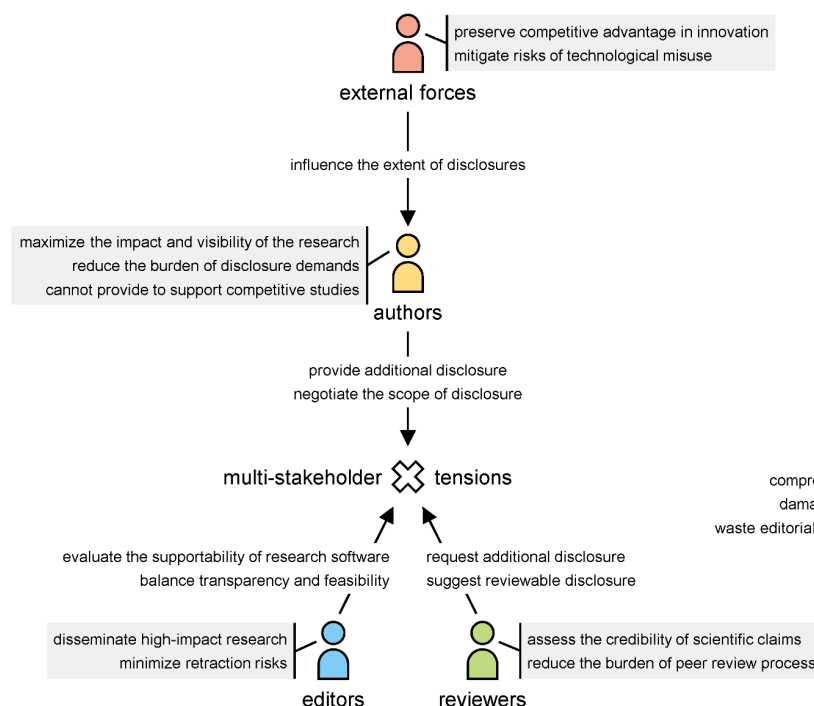 preserve competitive advantage in innovation
mitigate risks of technological misuse
external forces
influence the extent of disclosures
maximize the impact and visibility of the research
reduce the burden of disclosure demands
cannot provide to support competitive studies
authors
provide additional disclosure
negotiate the scope of disclosure
multi-stakeholder tensions
evaluate the supportability of research software
balance transparency and feasibility
request additional disclosure
suggest reviewable disclosure
waste editorial
disseminate high-impact research
minimize retraction risks
assess the credibility of scientific claims
reduce the burden of peer review process
editors
reviewers